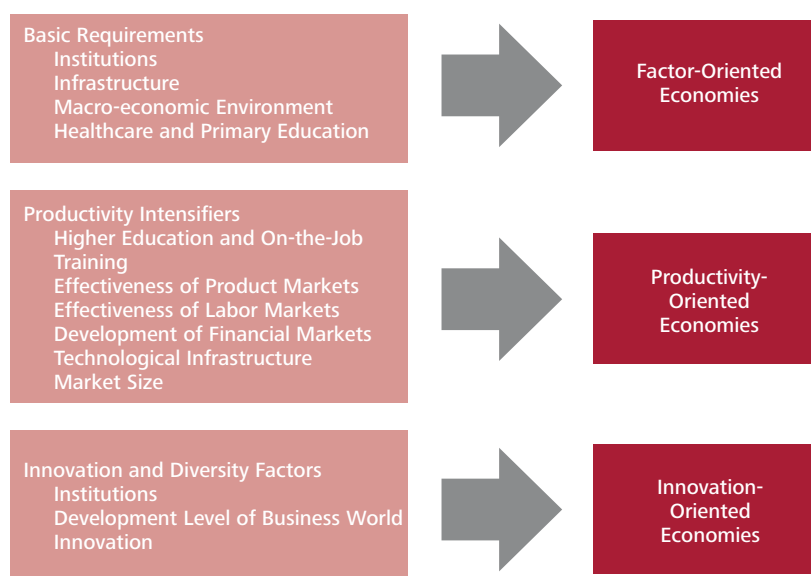 Basic Requirements
Institutions
Infrastructure
Macro-economic Environment
Healthcare and Primary Education
Factor-Oriented
Economies
Productivity Intensifiers
Higher Education and On-the-Job
Training
Effectiveness of Product Markets
Effectiveness of Labor Markets
Development of Financial Markets
Technological Infrastructure
Market Size
Productivity-
Oriented
Economies
Innovation and Diversity Factors
Institutions
Development Level of Business World
Innovation
Innovation-
Oriented
Economies